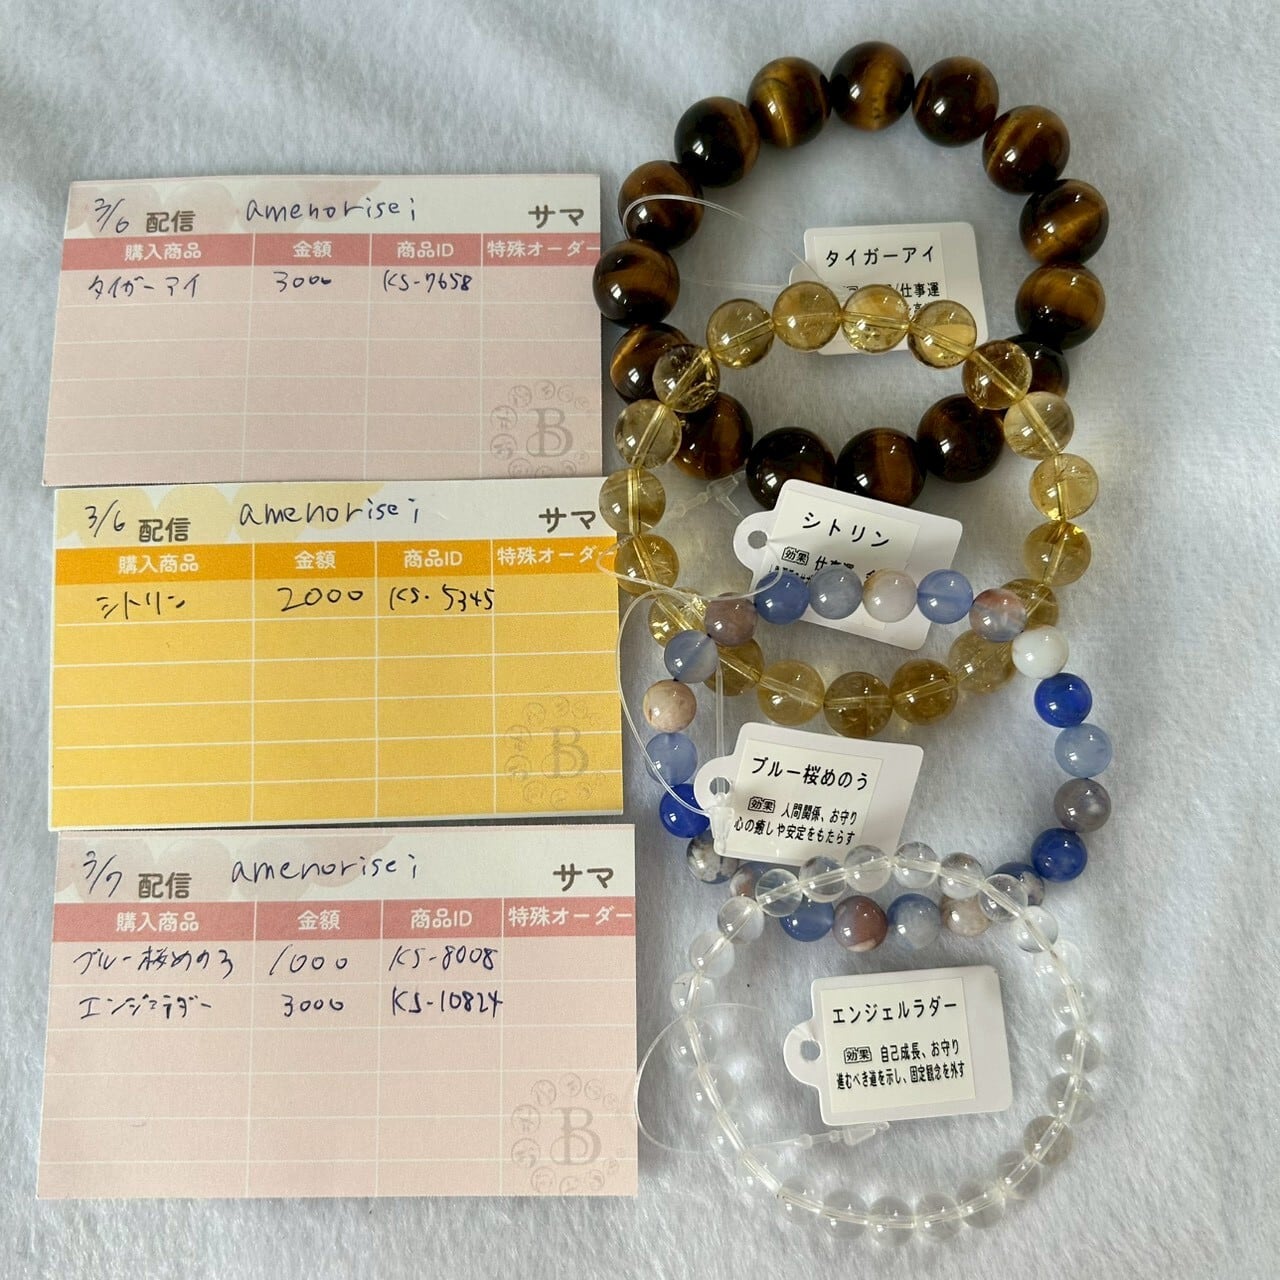 3/6 配信 amenorisei サマ
購入商品 金額 商品ID 特殊オーダー
タイガーアイ 3000 KS-7658
B
3/6 配信 amenorisei サマ
購入商品 金額 商品ID 特殊オーダー
シトリン 2000 KS-5345
B
3/7 配信 amenorisei サマ
購入商品 金額 商品ID 特殊オーダー
ブルー桜めのう 1000 KS-8008
エンジェラダー 3000 KS-10824
B
タイガーアイ
/仕事運
シトリン
効果 仕事運
ブルー桜めのう
効果 人間関係、お守り
心の癒しや安定をもたらす
エンジェルラダー
効果 自己成長、お守り
進むべき道を示し、固定観念を外す